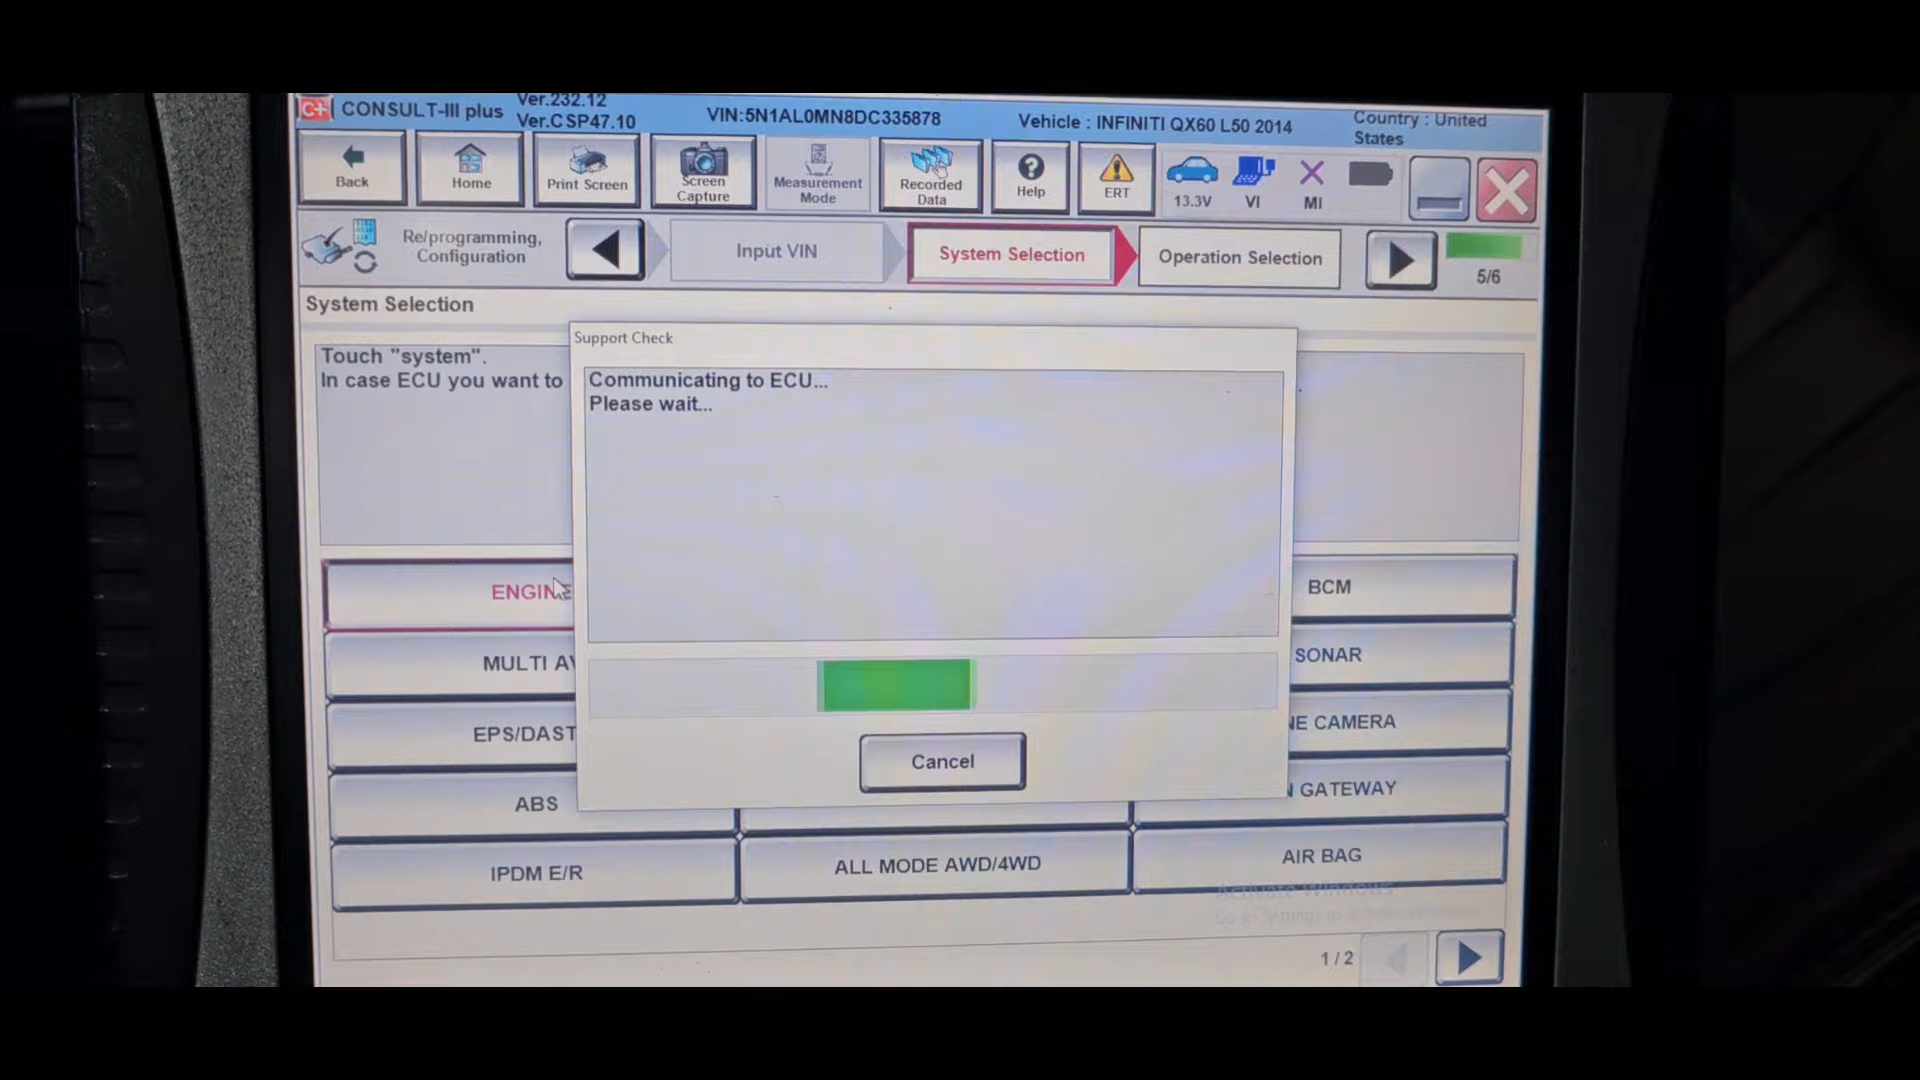 C+ CONSULT-III plus
Ver.232.12
Ver.CSP47.10
VIN:5N1AL0MN8DC335878
Vehicle : INFINITI QX60 L50 2014
Country : United
States
Back
Home
Print Screen
Screen
Capture
Measurement
Mode
Recorded
Data
Help
ERT
13.3V
VI
MI
Re/programming,
Configuration
Input VIN
System Selection
Operation Selection
5/6
System Selection
Touch "system".
In case ECU you want to
Support Check
Communicating to ECU...
Please wait...
ENGINE
BCM
MULTI AV
SONAR
EPS/DAST
NE CAMERA
Cancel
ABS
GATEWAY
IPDM E/R
ALL MODE AWD/4WD
AIR BAG
Activate Windows
1/2